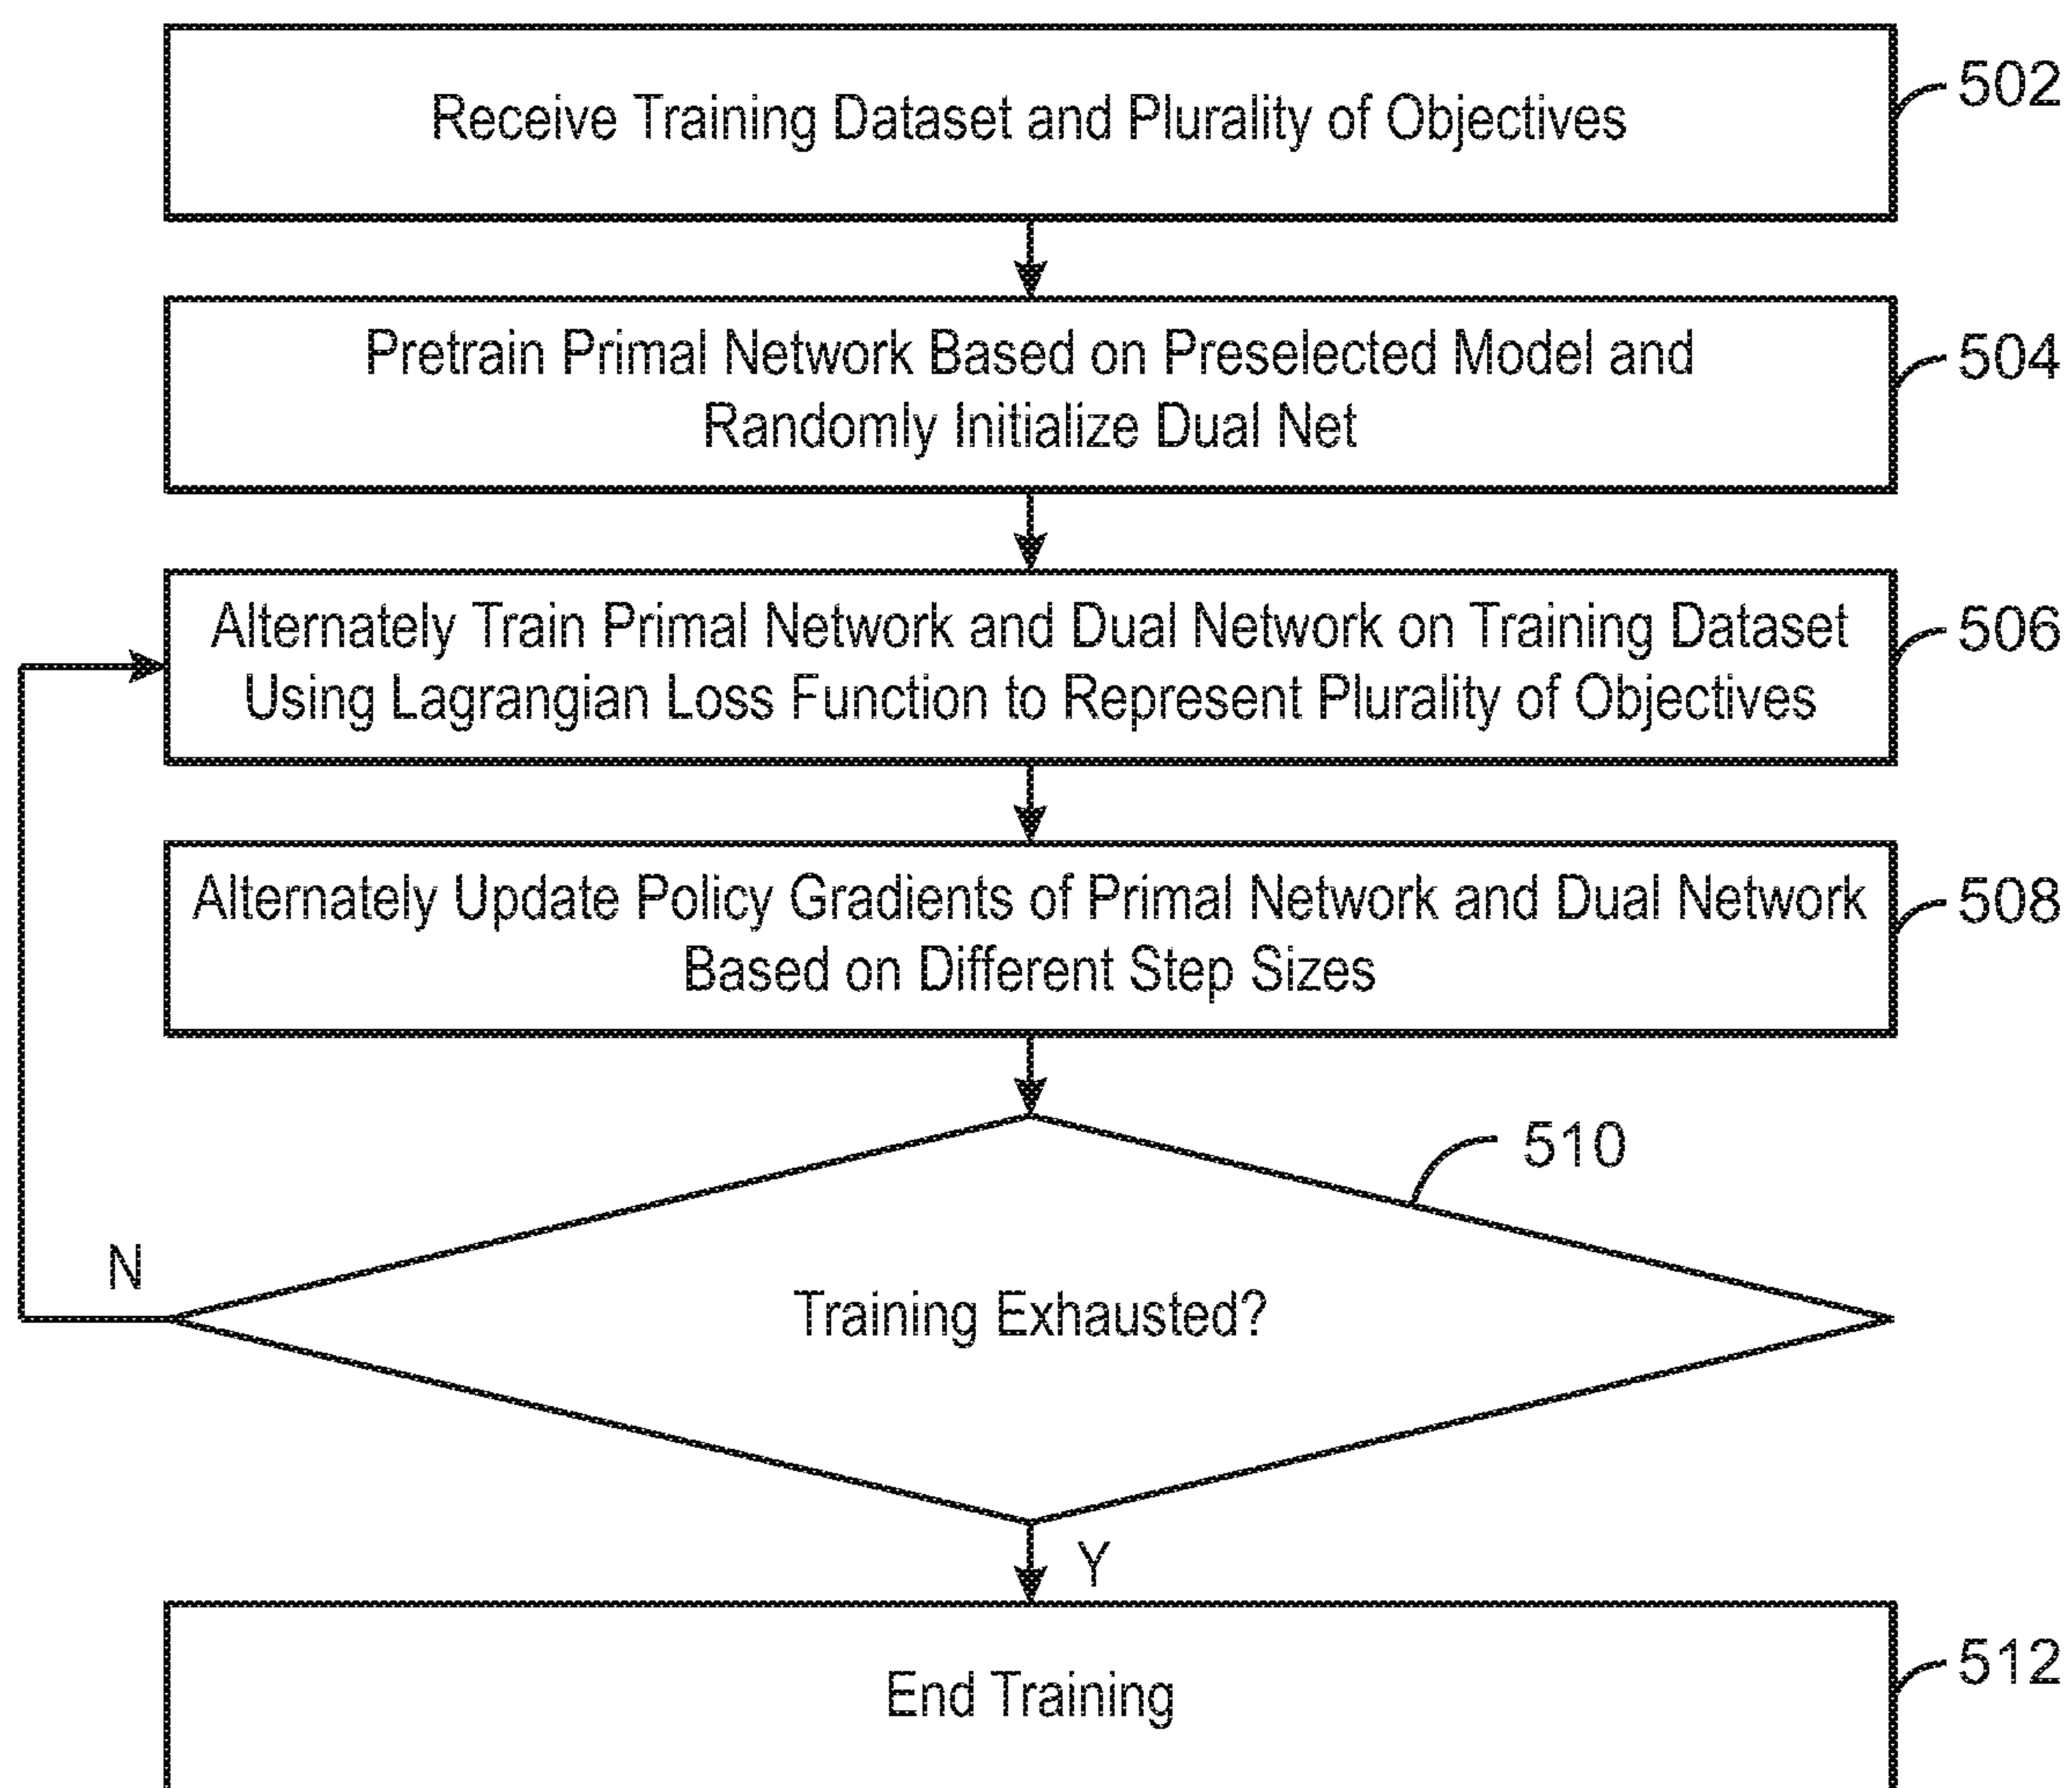 Receive Training Dataset and Plurality of Objectives
502
Pretrain Primal Network Based on Preselected Model and
Randomly Initialize Dual Net
504
Alternately Train Primal Network and Dual Network on Training Dataset
Using Lagrangian Loss Function to Represent Plurality of Objectives
506
Alternately Update Policy Gradients of Primal Network and Dual Network
Based on Different Step Sizes
508
510
N
Training Exhausted?
Y
End Training
512